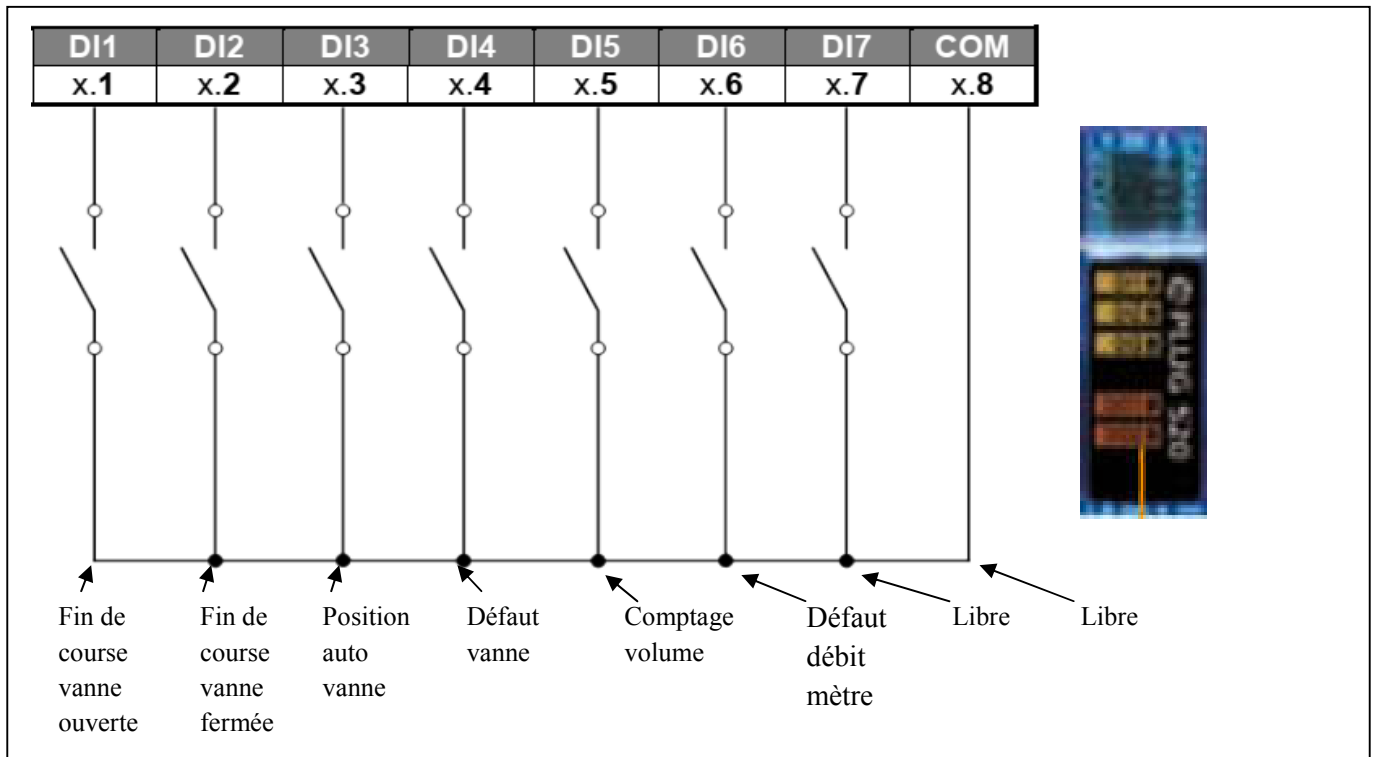 DI1 DI2 DI3 DI4 DI5 DI6 DI7 COM
x.1 x.2 x.3 x.4 x.5 x.6 x.7 x.8
PLUG S20
Fin de course vanne ouverte
Fin de course vanne fermée
Position auto vanne
Défaut vanne
Comptage volume
Défaut débit mètre
Libre
Libre